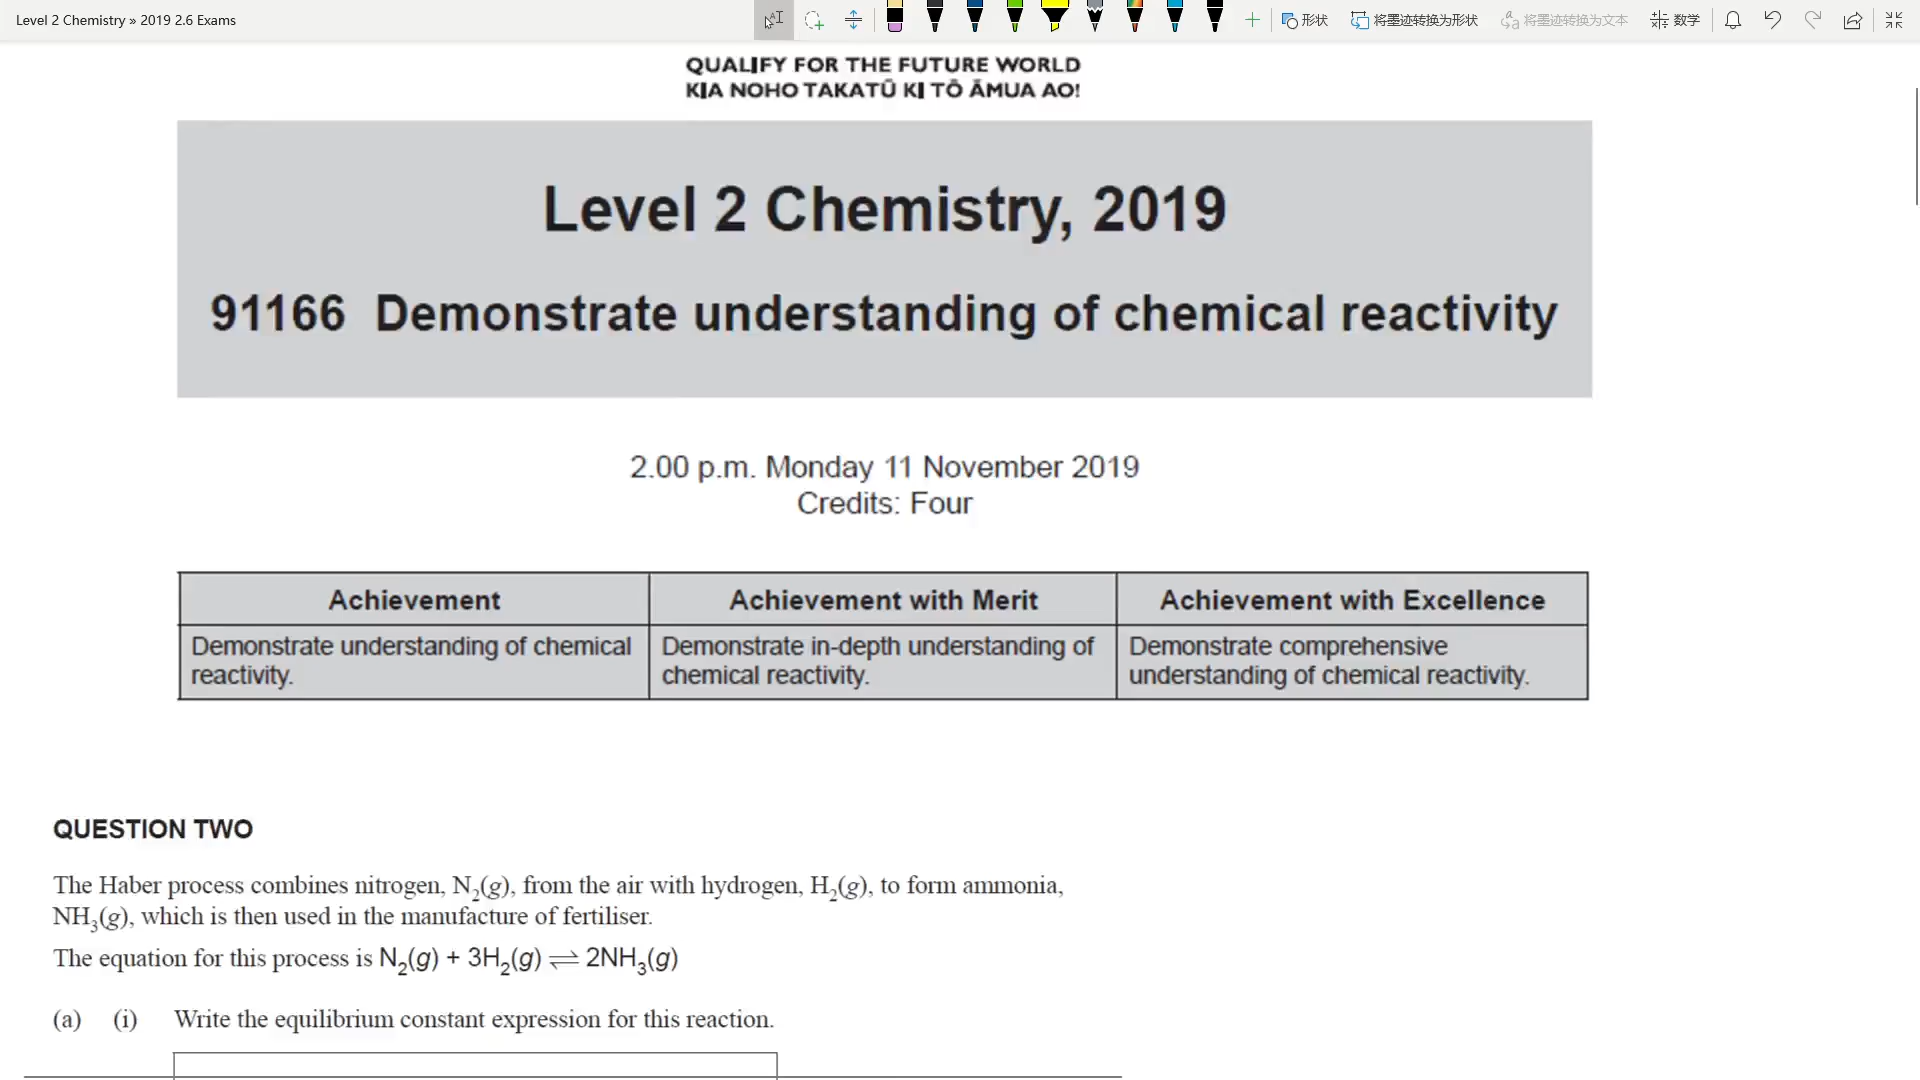 Level 2 Chemistry » 2019 2.6 Exams
形状
将墨迹转换为形状
将墨迹转换为文本
数学
QUALIFY FOR THE FUTURE WORLD
KIA NOHO TAKATŪ KI TŌ ĀMUA AO!
Level 2 Chemistry, 2019
91166 Demonstrate understanding of chemical reactivity
2.00 p.m. Monday 11 November 2019
Credits: Four
Achievement
Achievement with Merit
Achievement with Excellence
Demonstrate understanding of chemical
reactivity.
Demonstrate in-depth understanding of
chemical reactivity.
Demonstrate comprehensive
understanding of chemical reactivity.
QUESTION TWO
The Haber process combines nitrogen, N₂(g), from the air with hydrogen, H₂(g), to form ammonia,
NH₃(g), which is then used in the manufacture of fertiliser.
The equation for this process is N₂(g) + 3H₂(g) ⇌ 2NH₃(g)
(a) (i) Write the equilibrium constant expression for this reaction.